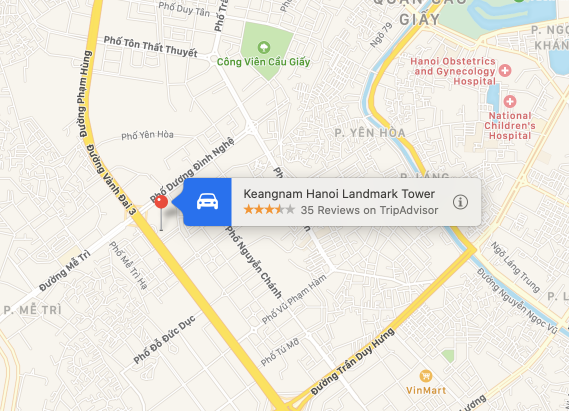 QUẬN CẦU
GIẤY
Phố Duy Tân
Phố Trầ
Phố Tôn Thất Thuyết
Công Viên Cầu Giấy
Ngõ 79
P. NGỌ
KHÁN
Hanoi Obstetrics
and Gynecology
Hospital
National
Children's
Hospital
Đường Phạm Hùng
Phố Yên Hòa
P. YÊN HÒA
Đường Vành Đai 3
Phố Dương Đình Nghệ
P. LÁNG
Keangnam Hanoi Landmark Tower
35 Reviews on TripAdvisor
Phố Nguyễn Chánh
Ngõ Láng Trung
Đường Mễ Trì
Phố Mễ Trì Hạ
P. MỄ TRÌ
Phố Vũ Phạm Hàm
Đường Nguyễn Ngọc Vũ
P. L
Phố Đỗ Đức Dục
Phố Tú Mỡ
Đường Trần Duy Hưng
VinMart
ương